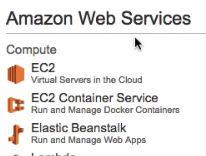 Amazon Web Services
Compute
EC2
Virtual Servers in the Cloud
EC2 Container Service
Run and Manage Docker Containers
Elastic Beanstalk
Run and Manage Web Apps
Lambda